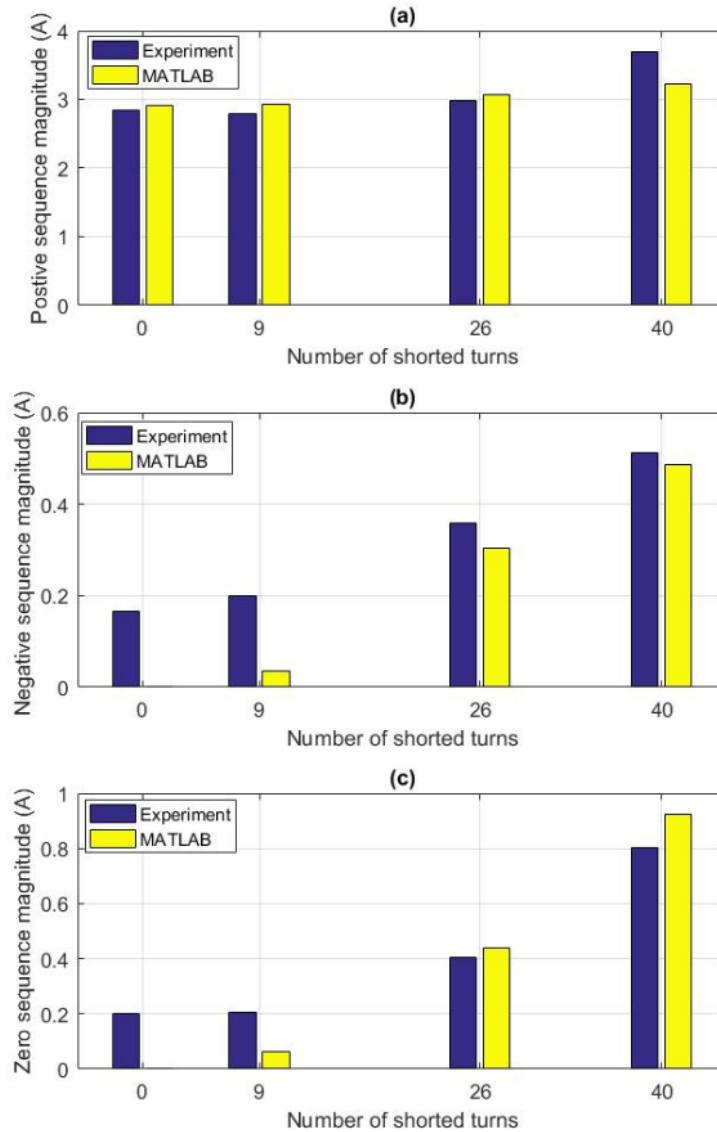 (a)
Postive sequence magnitude (A)
4
3
2
1
0
Experiment
MATLAB
0 9 26 40
Number of shorted turns
(b)
Negative sequence magnitude (A)
0.6
0.4
0.2
0
Experiment
MATLAB
0 9 26 40
Number of shorted turns
(c)
Zero sequence magnitude (A)
1
0.8
0.6
0.4
0.2
0
Experiment
MATLAB
0 9 26 40
Number of shorted turns